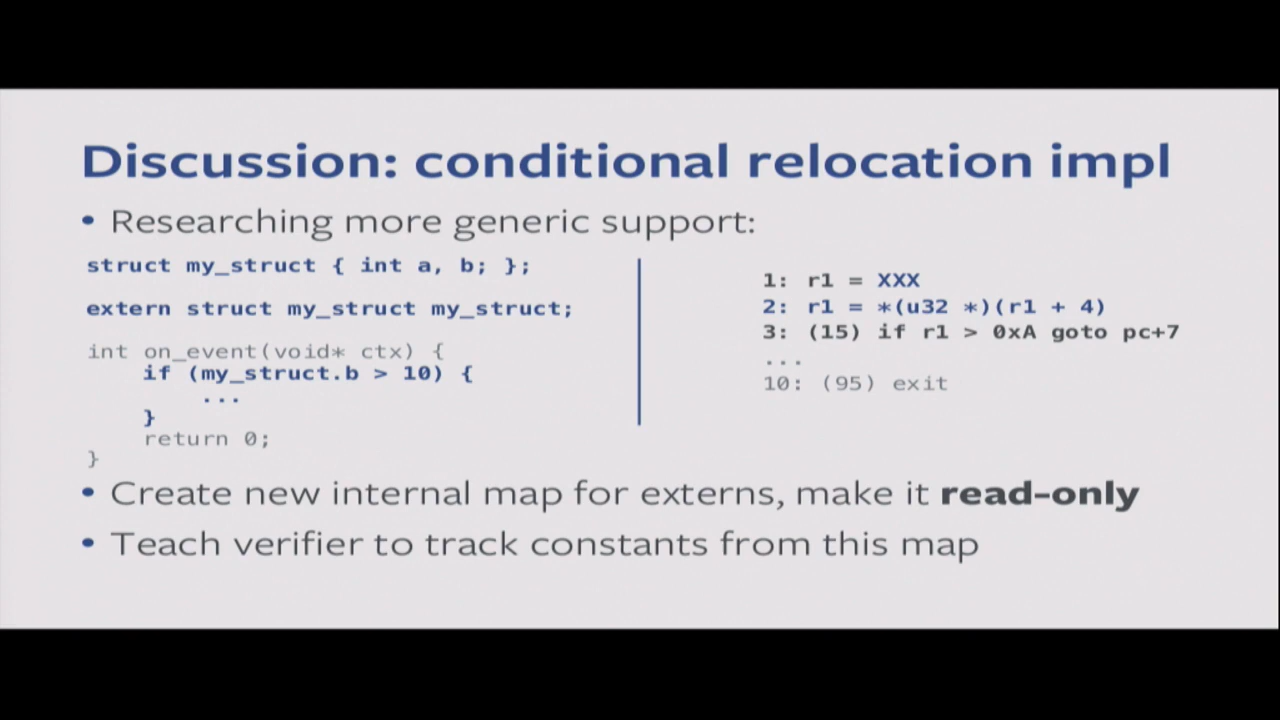 Discussion: conditional relocation impl
• Researching more generic support:
struct my_struct { int a, b; };
extern struct my_struct my_struct;
int on_event(void* ctx) {
if (my_struct.b > 10) {
...
}
return 0;
}
1: r1 = XXX
2: r1 = *(u32 *)(r1 + 4)
3: (15) if r1 > 0xA goto pc+7
...
10: (95) exit
• Create new internal map for externs, make it read-only
• Teach verifier to track constants from this map